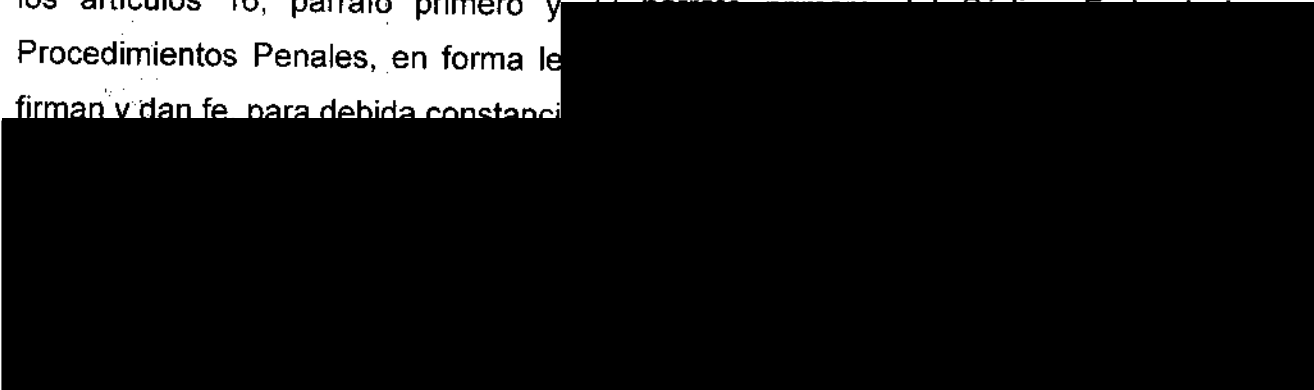 los artículos 16, párrafo primero y
Procedimientos Penales, en forma le
firman y dan fe para debida constanci